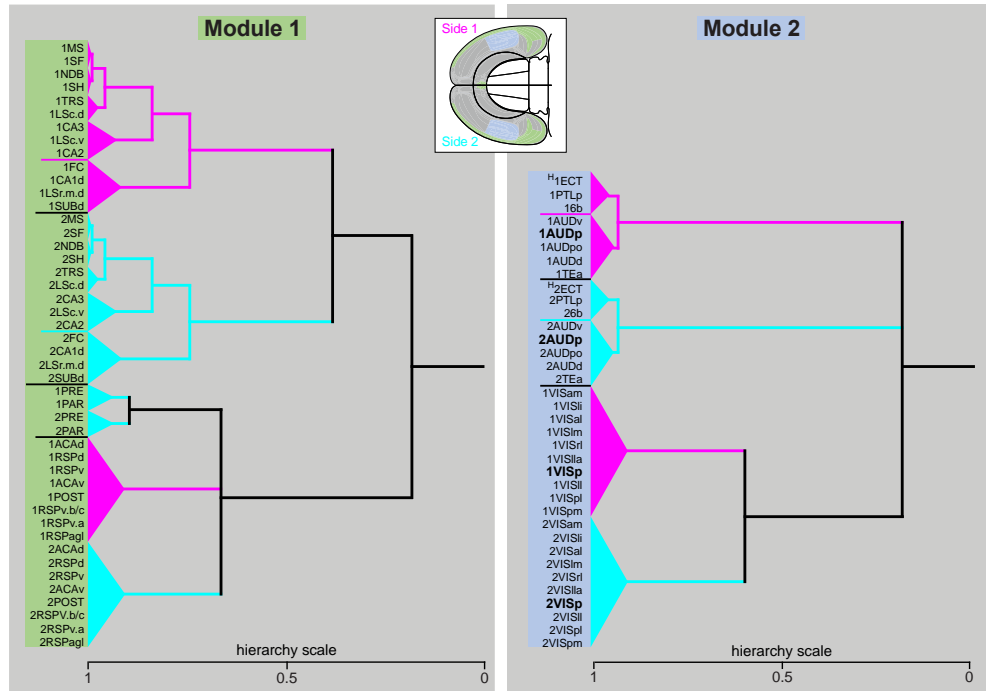 Module 1
1MS
1SF
1NDB
1SH
1TRS
1LSc.d
1CA3
1LSc.v
1CA2
1FC
1CA1d
1LSr.m.d
1SUBd
2MS
2SF
2NDB
2SH
2TRS
2LSc.d
2CA3
2LSc.v
2CA2
2FC
2CA1d
2LSr.m.d
2SUBd
1PRE
1PAR
2PRE
2PAR
1ACAd
1RSPd
1RSPv
1ACAv
1POST
1RSPv.b/c
1RSPv.a
1RSPagl
2ACAd
2RSPd
2RSPv
2ACAv
2POST
2RSPV.b/c
2RSPv.a
2RSPagl
hierarchy scale
1 0.5 0
Side 1
Side 2
Module 2
H1ECT
1PTLp
16b
1AUDv
1AUDp
1AUDpo
1AUDd
1TEa
H2ECT
2PTLp
26b
2AUDv
2AUDp
2AUDpo
2AUDd
2TEa
1VISam
1VISli
1VISal
1VISlm
1VISrl
1VISlla
1VISp
1VISll
1VISpl
1VISpm
2VISam
2VISli
2VISal
2VISlm
2VISrl
2VISlla
2VISp
2VISll
2VISpl
2VISpm
hierarchy scale
1 0.5 0